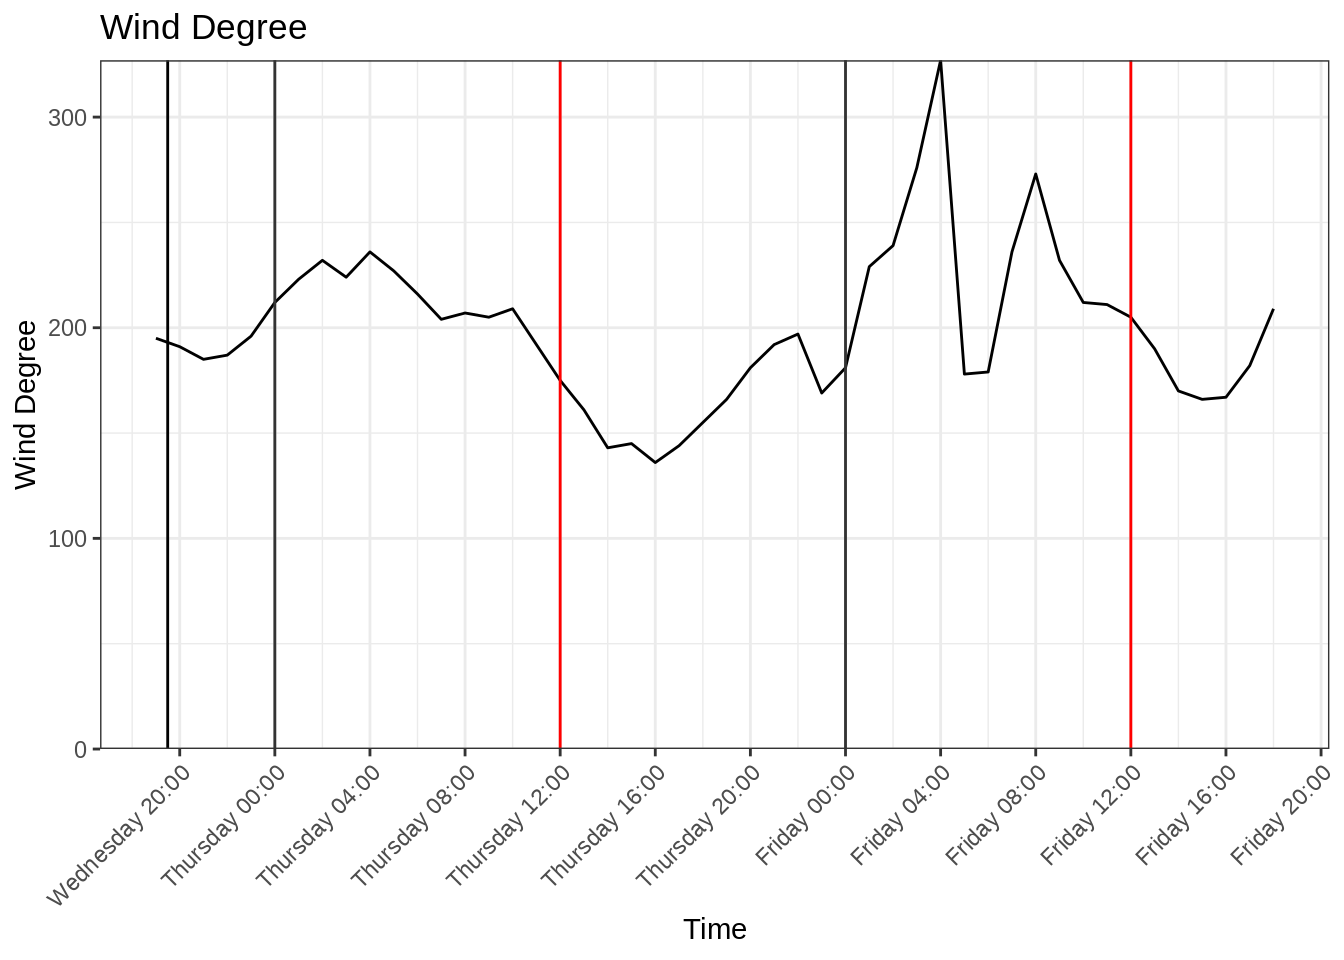 Wind Degree
Wind Degree
300
200
100
0
Wednesday 20:00
Thursday 00:00
Thursday 04:00
Thursday 08:00
Thursday 12:00
Thursday 16:00
Thursday 20:00
Friday 00:00
Friday 04:00
Friday 08:00
Friday 12:00
Friday 16:00
Friday 20:00
Time